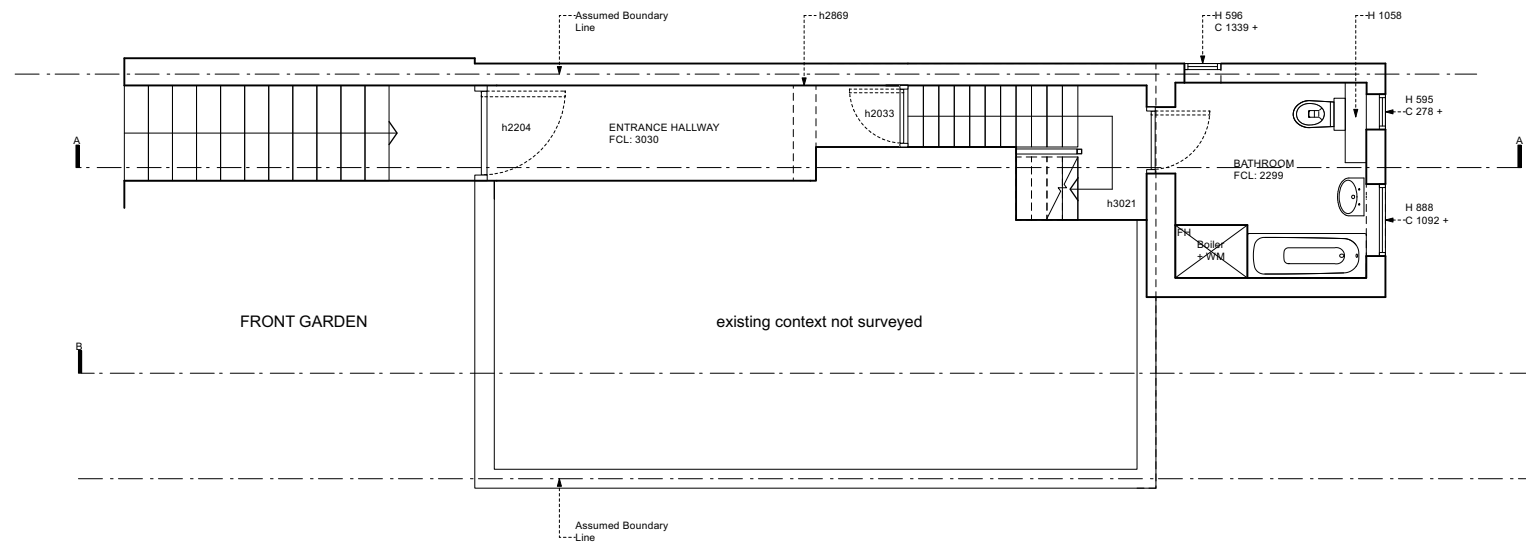 Assumed Boundary
Line
h2869
H 596
C 1339 +
H 1058
H 595
C 278 +
h2204
ENTRANCE HALLWAY
FCL: 3030
h2033
A
A
BATHROOM
FCL: 2299
h3021
H 888
C 1092 +
FH
Boiler
+ WM
FRONT GARDEN
existing context not surveyed
B
Assumed Boundary
Line